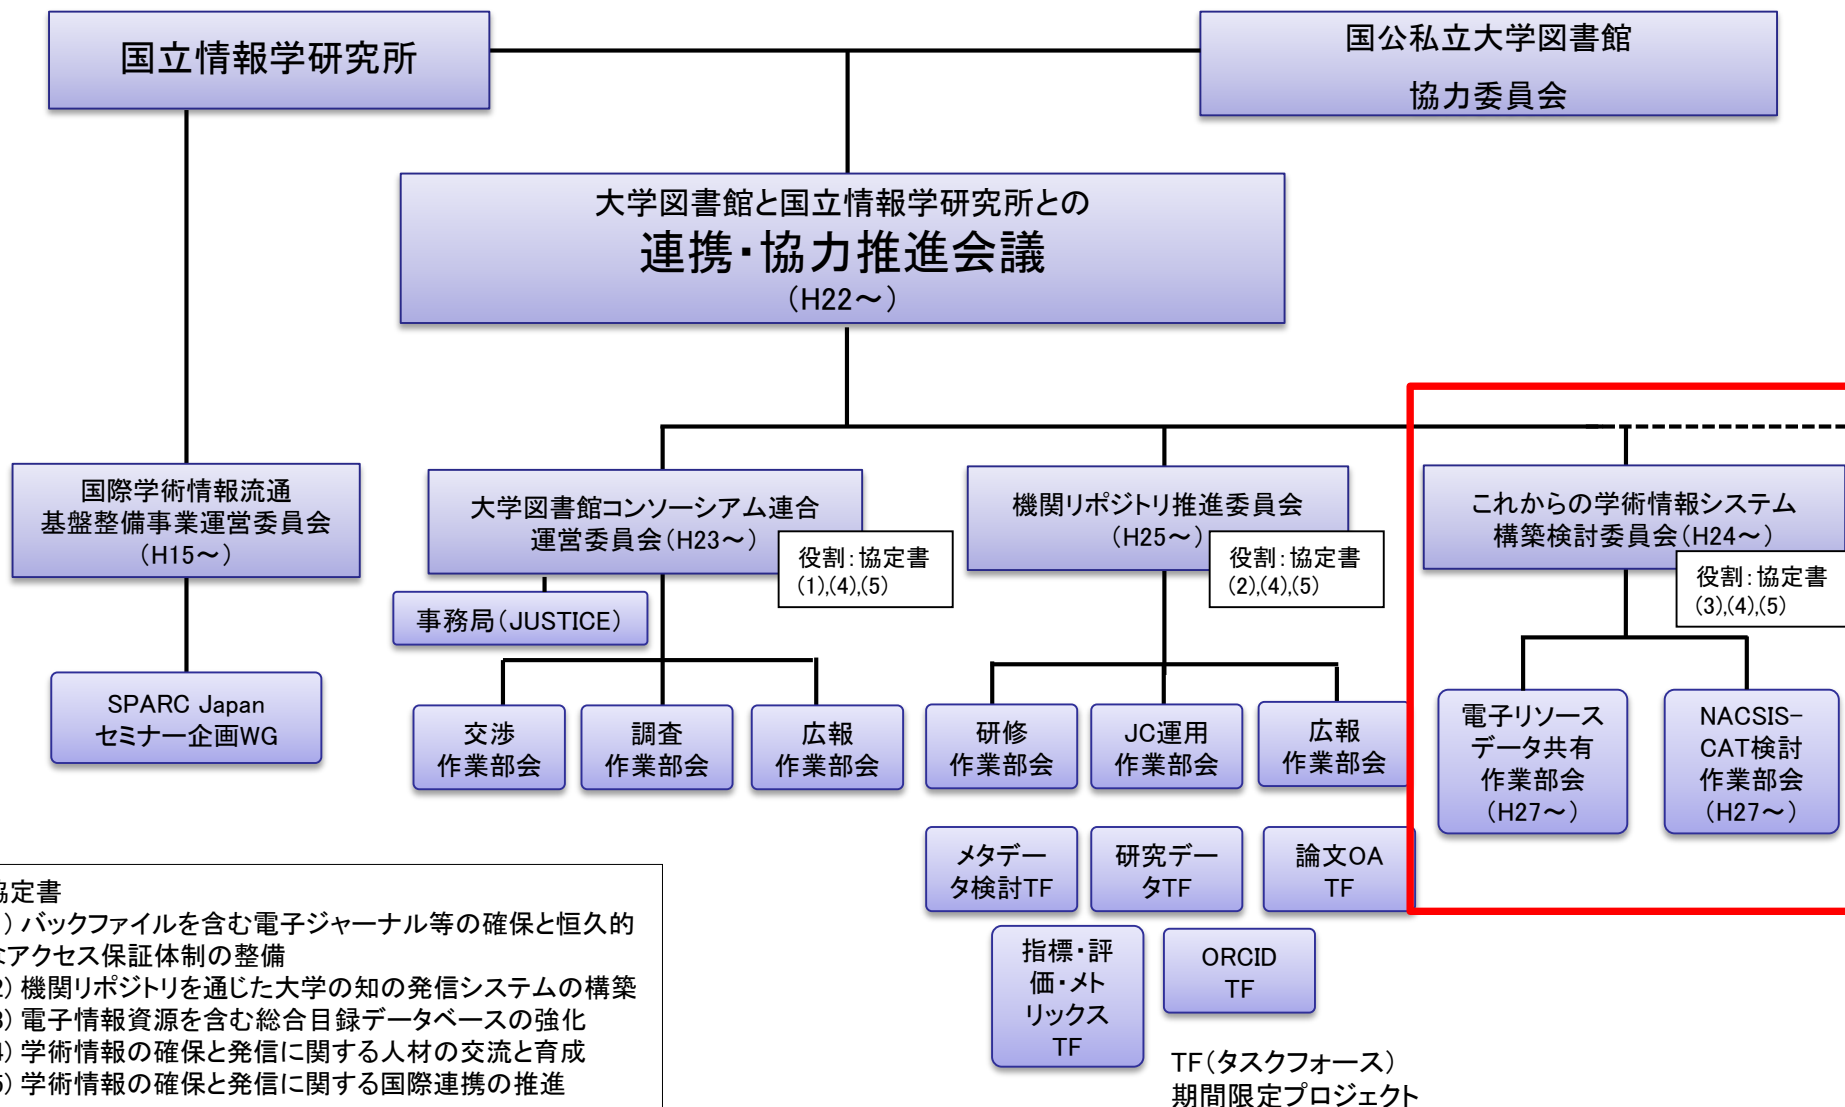 国立情報学研究所
国公私立大学図書館
協力委員会
大学図書館と国立情報学研究所との
連携・協力推進会議
（H22～）
国際学術情報流通
基盤整備事業運営委員会
（H15～）
大学図書館コンソーシアム連合
運営委員会（H23～）
役割：協定書
(1),(4),(5)
機関リポジトリ推進委員会
（H25～）
役割：協定書
(2),(4),(5)
これからの学術情報システム
構築検討委員会（H24～）
役割：協定書
(3),(4),(5)
事務局（JUSTICE）
SPARC Japan
セミナー企画WG
交渉
作業部会
調査
作業部会
広報
作業部会
研修
作業部会
JC運用
作業部会
広報
作業部会
電子リソース
データ共有
作業部会
（H27～）
NACSIS-
CAT検討
作業部会
（H27～）
メタデー
タ検討TF
研究デー
タTF
論文OA
TF
指標・評
価・メト
リックス
TF
ORCID
TF
TF（タスクフォース）
期間限定プロジェクト
協定書
）バックファイルを含む電子ジャーナル等の確保と恒久的
なアクセス保証体制の整備
2）機関リポジトリを通じた大学の知の発信システムの構築
3）電子情報資源を含む総合目録データベースの強化
4）学術情報の確保と発信に関する人材の交流と育成
5）学術情報の確保と発信に関する国際連携の推進